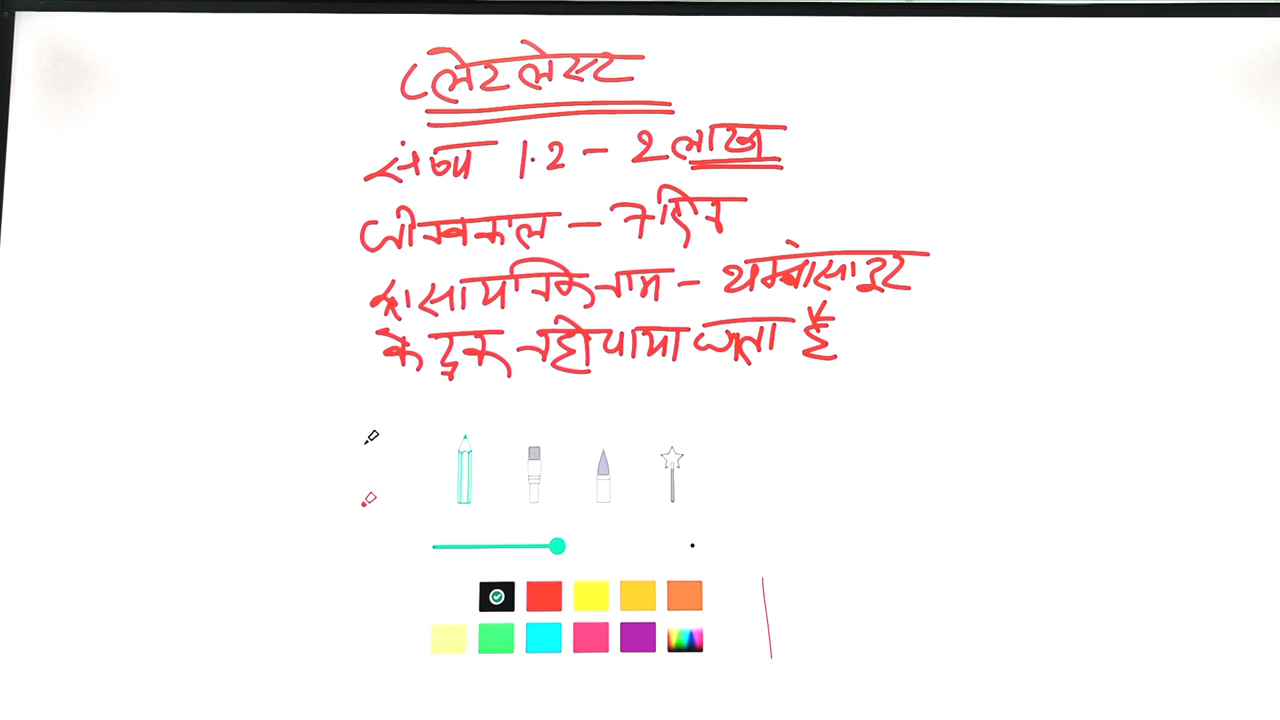 प्लेटलेस्ट
संख्या 1.2 - 2 लाख
जीवनकाल - 7 दिन
रासायनिक नाम - थ्रम्बोसाइट
केंद्रक नही पाया जाता है